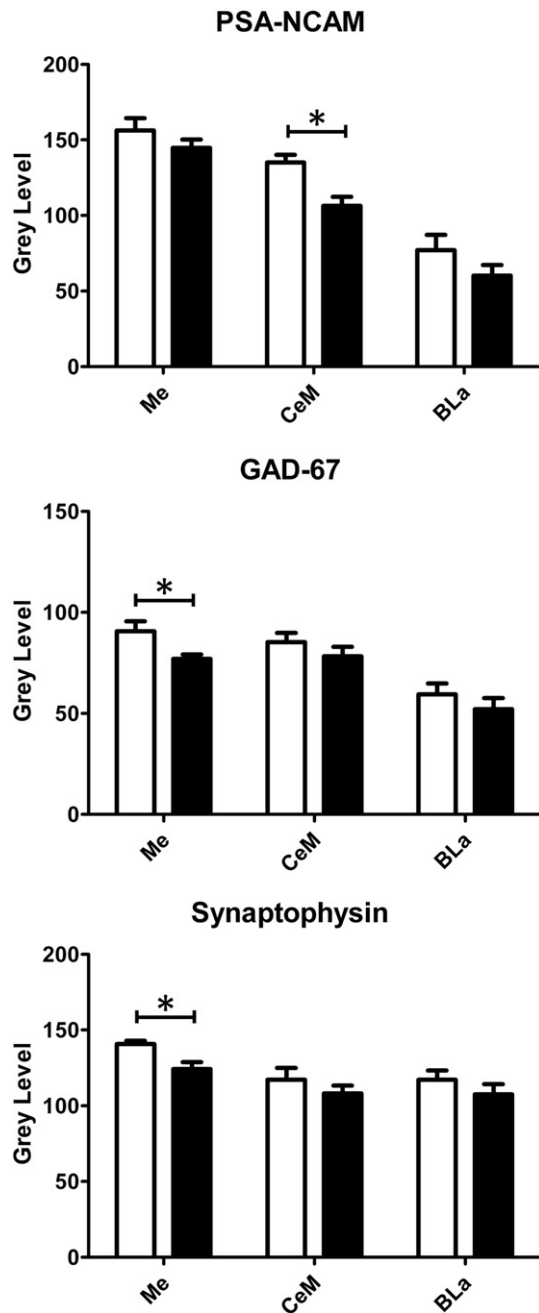 PSA-NCAM
200
150
100
50
0
Grey Level
*
Me
CeM
BLa
GAD-67
150
100
50
0
Grey Level
*
Me
CeM
BLa
Synaptophysin
200
150
100
50
0
Grey Level
*
Me
CeM
BLa